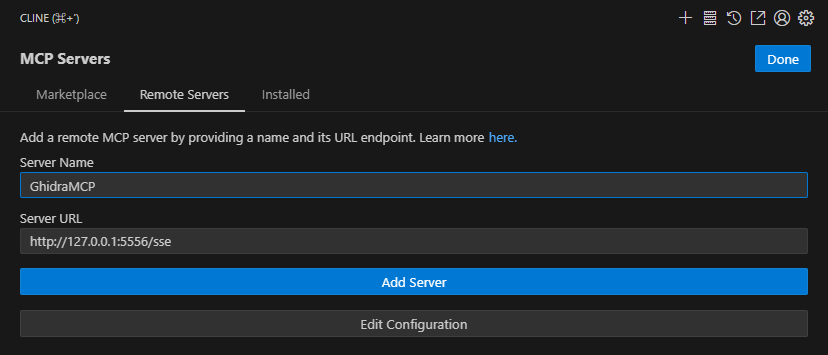 CLINE (⌘+')
MCP Servers
Done
Marketplace Remote Servers Installed
Add a remote MCP server by providing a name and its URL endpoint. Learn more here.
Server Name
GhidraMCP
Server URL
http://127.0.0.1:5556/sse
Add Server
Edit Configuration